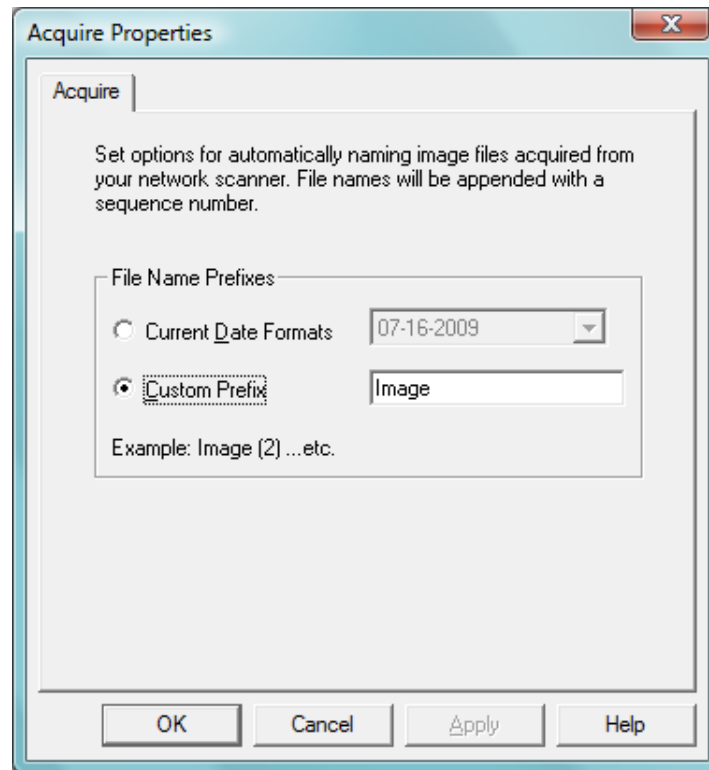 Acquire Properties
Acquire
Set options for automatically naming image files acquired from
your network scanner. File names will be appended with a
sequence number.
File Name Prefixes
Current Date Formats
07-16-2009
Custom Prefix
Image
Example: Image (2) ...etc.
OK
Cancel
Apply
Help